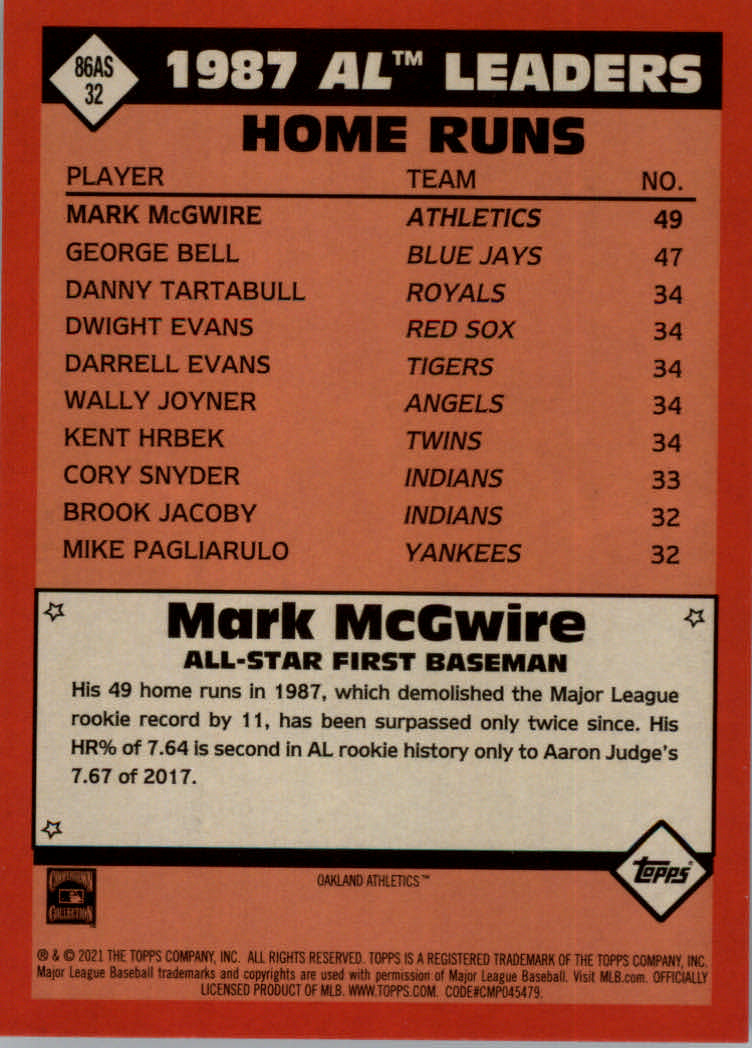 86AS
32
1987 AL™ LEADERS
HOME RUNS
PLAYER TEAM NO.
MARK McGWIRE ATHLETICS 49
GEORGE BELL BLUE JAYS 47
DANNY TARTABULL ROYALS 34
DWIGHT EVANS RED SOX 34
DARRELL EVANS TIGERS 34
WALLY JOYNER ANGELS 34
KENT HRBEK TWINS 34
CORY SNYDER INDIANS 33
BROOK JACOBY INDIANS 32
MIKE PAGLIARULO YANKEES 32
Mark McGwire
ALL-STAR FIRST BASEMAN
His 49 home runs in 1987, which demolished the Major League
rookie record by 11, has been surpassed only twice since. His
HR% of 7.64 is second in AL rookie history only to Aaron Judge's
7.67 of 2017.
Topps®
COOPERSTOWN
COLLECTION
OAKLAND ATHLETICS™
® & © 2021 THE TOPPS COMPANY, INC. ALL RIGHTS RESERVED. TOPPS IS A REGISTERED TRADEMARK OF THE TOPPS COMPANY, INC.
Major League Baseball trademarks and copyrights are used with permission of Major League Baseball. Visit MLB.com. OFFICIALLY
LICENSED PRODUCT OF MLB. WWW.TOPPS.COM. CODE#CMP045479.